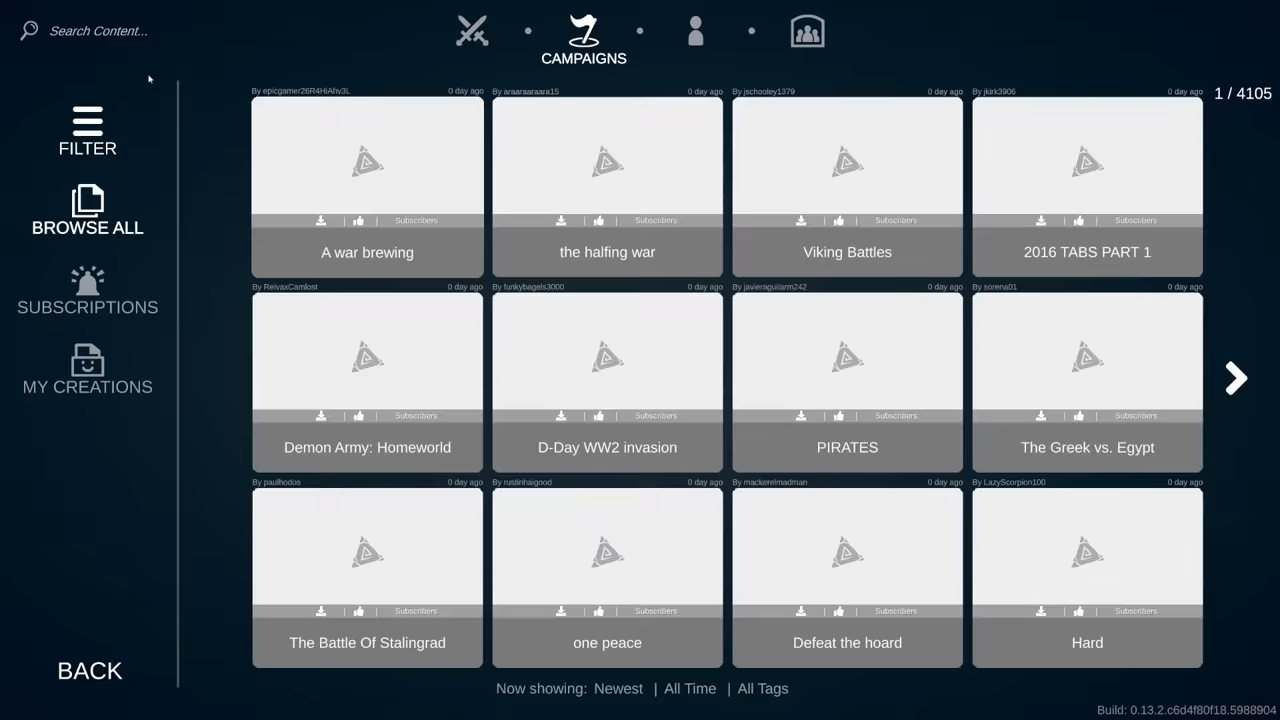 Search Content...
CAMPAIGNS
1 / 4105
FILTER
BROWSE ALL
SUBSCRIPTIONS
MY CREATIONS
BACK
By epicgamer26R4HiAhv3L 0 day ago
By araaraaraara15 0 day ago
By jschooley1379 0 day ago
By jkirk3906 0 day ago
Subscribers
Subscribers
Subscribers
Subscribers
A war brewing
the halfing war
Viking Battles
2016 TABS PART 1
By ReivaxCamlost 0 day ago
By funkybagels3000 0 day ago
By javieraguilarm242 0 day ago
By sorena01 0 day ago
Subscribers
Subscribers
Subscribers
Subscribers
Demon Army: Homeworld
D-Day WW2 invasion
PIRATES
The Greek vs. Egypt
By paulhodos 0 day ago
By rustinhaigood 0 day ago
By mackerelmadman 0 day ago
By LazyScorpion100 0 day ago
Subscribers
Subscribers
Subscribers
Subscribers
The Battle Of Stalingrad
one peace
Defeat the hoard
Hard
Now showing: Newest | All Time | All Tags
Build: 0.13.2.c6d4f80f18.5988904